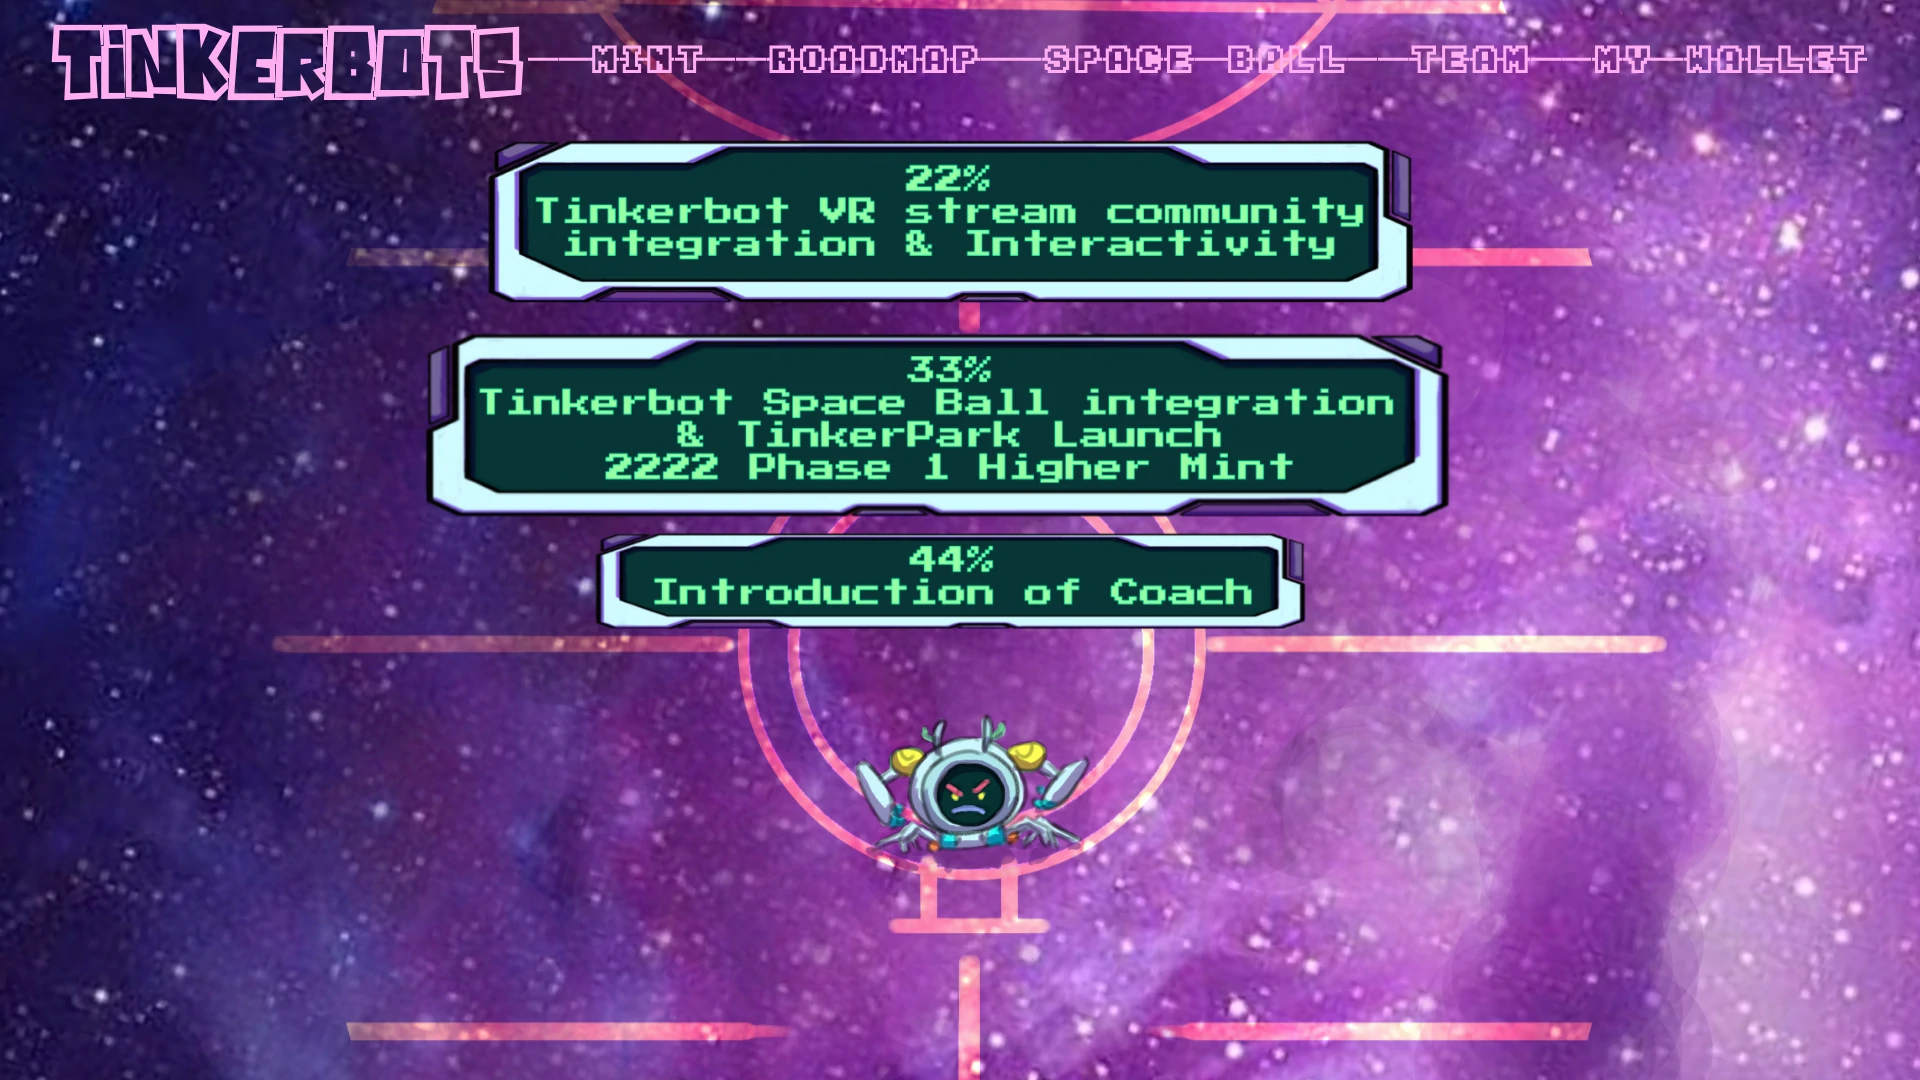 TiNKERBOTS MINT ROADMAP SPACE BALL TEAM MY WALLET
22%
Tinkerbot VR stream community
integration & Interactivity
33%
Tinkerbot Space Ball integration
& TinkerPark Launch
2222 Phase 1 Higher Mint
44%
Introduction of Coach